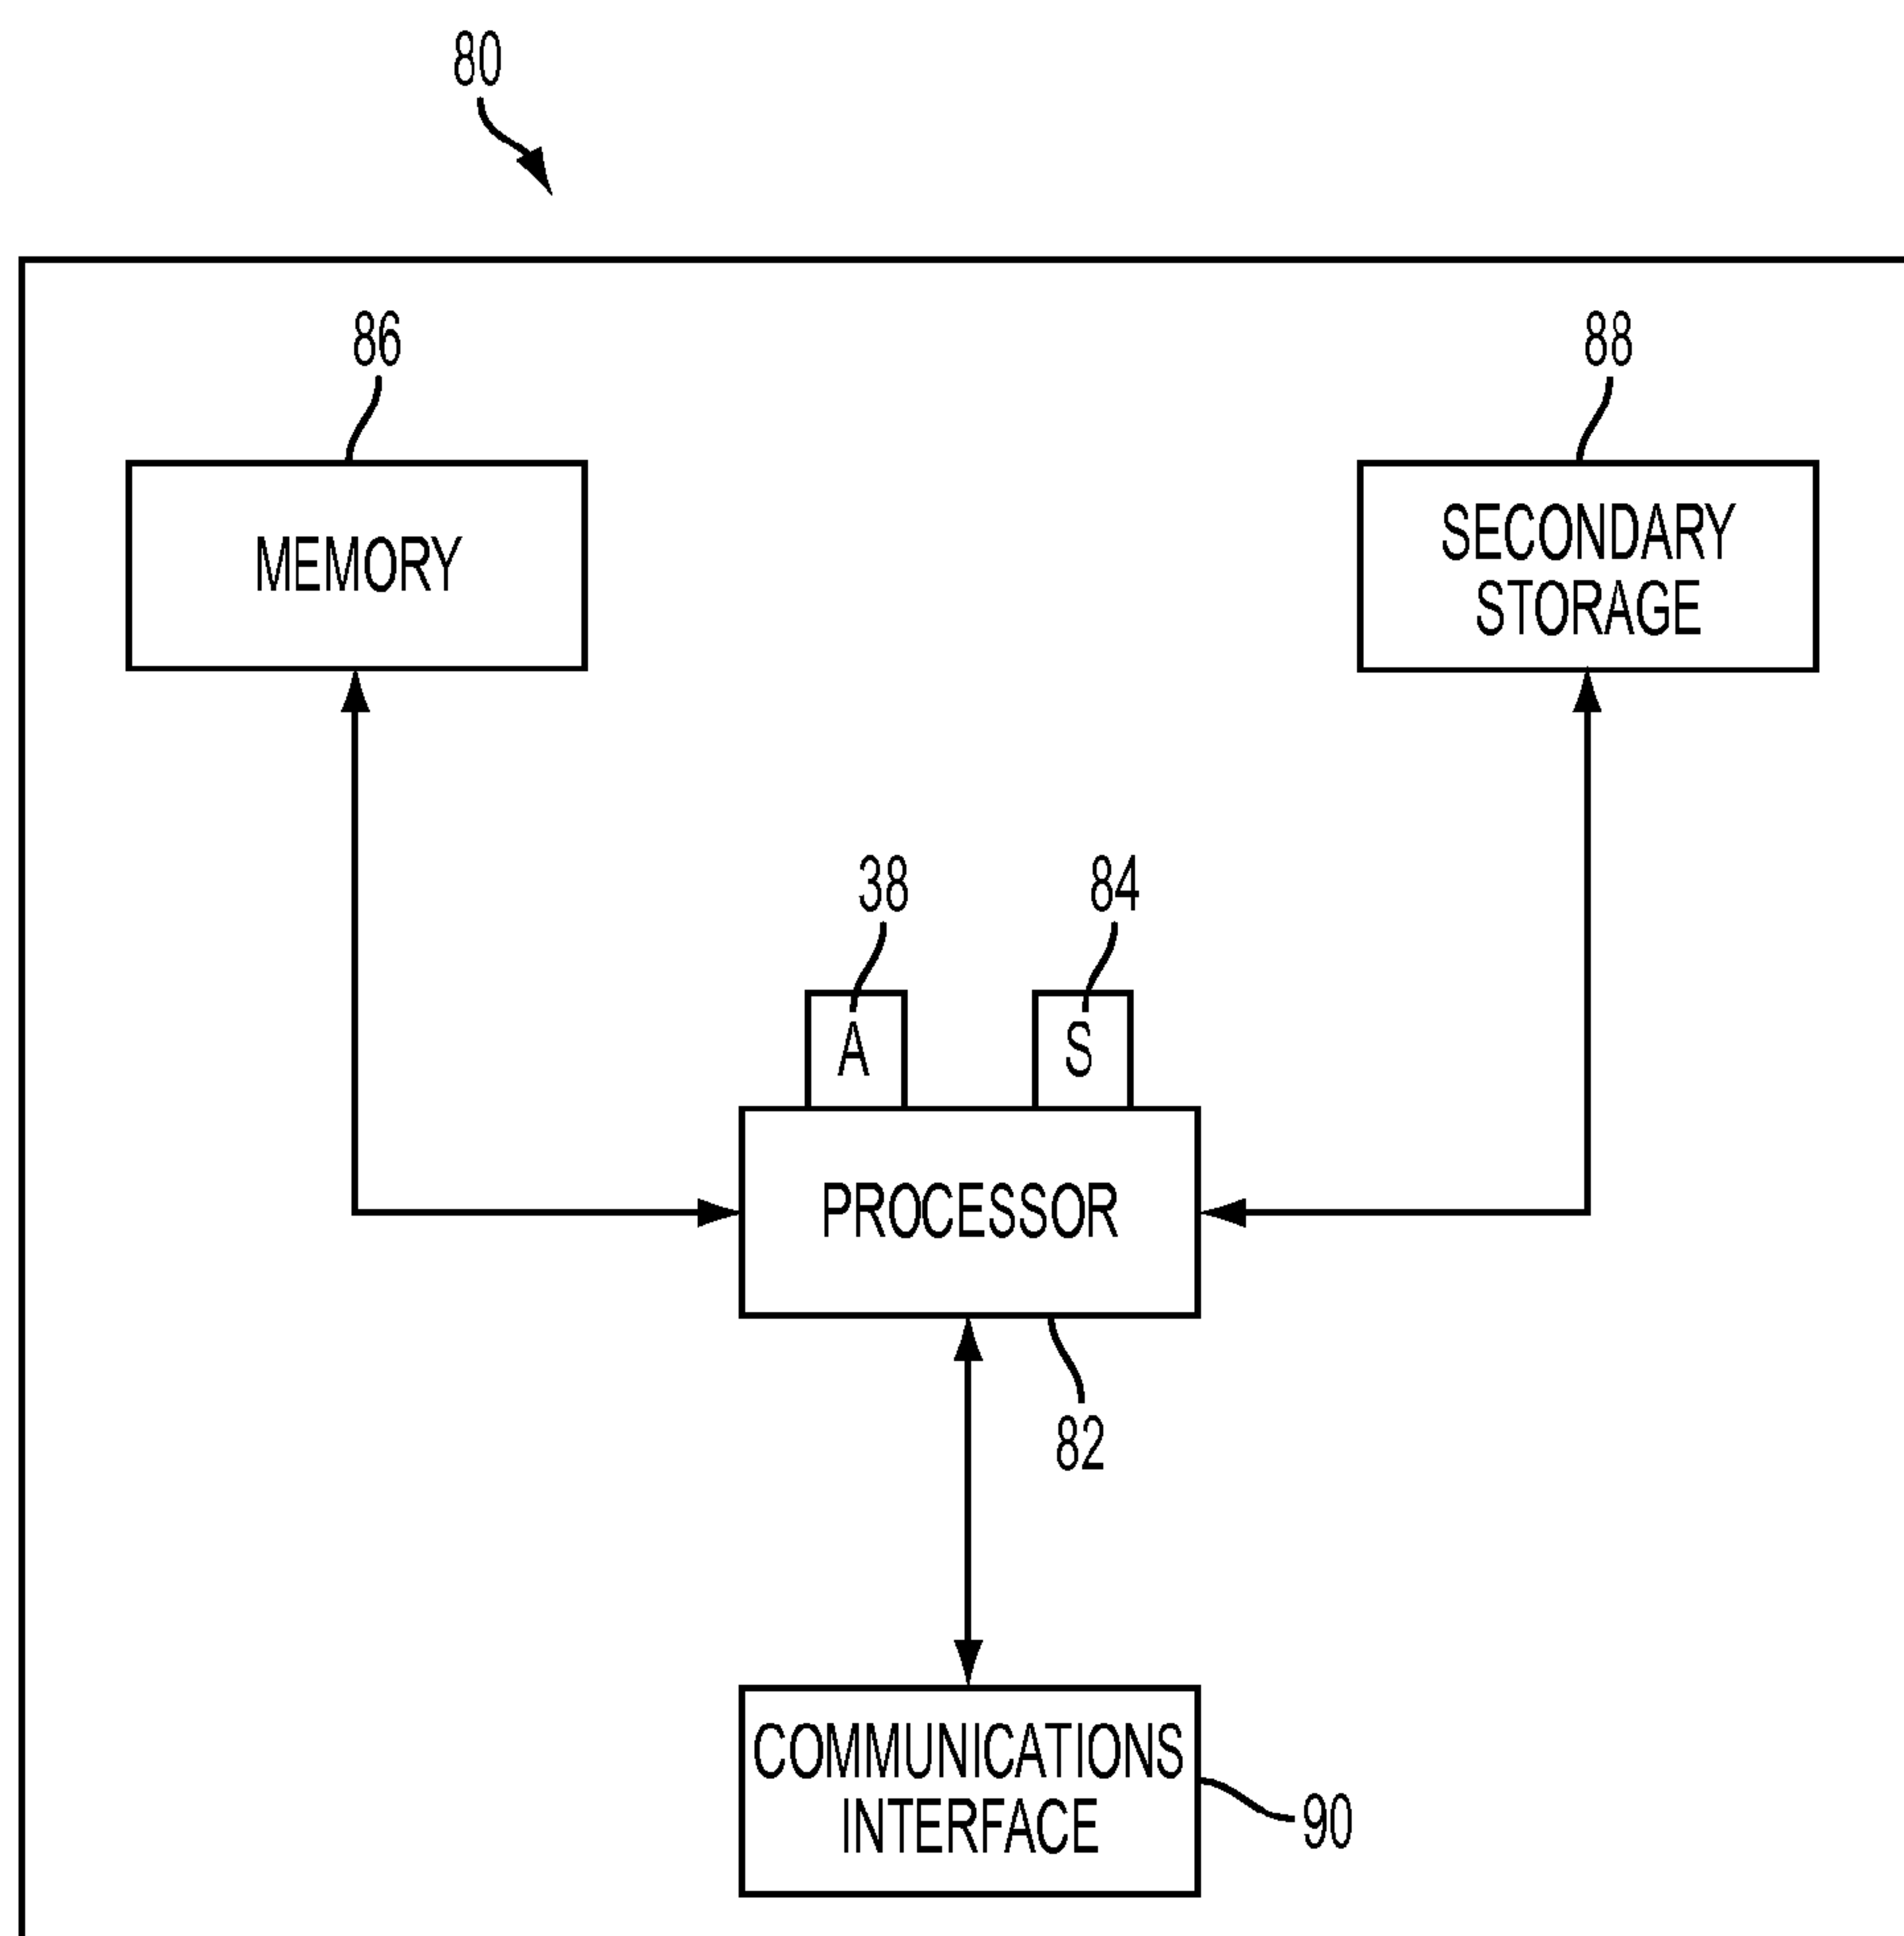 80
86
88
MEMORY
SECONDARY
STORAGE
38
84
A
S
PROCESSOR
82
COMMUNICATIONS
INTERFACE
90